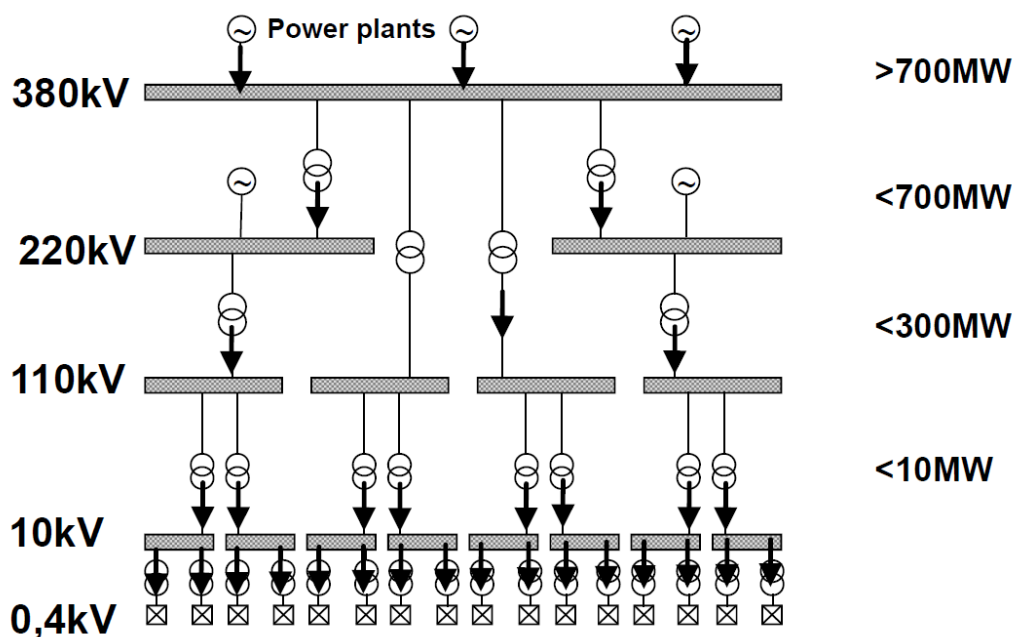 Power plants
380kV
>700MW
<700MW
220kV
<300MW
110kV
<10MW
10kV
0,4kV